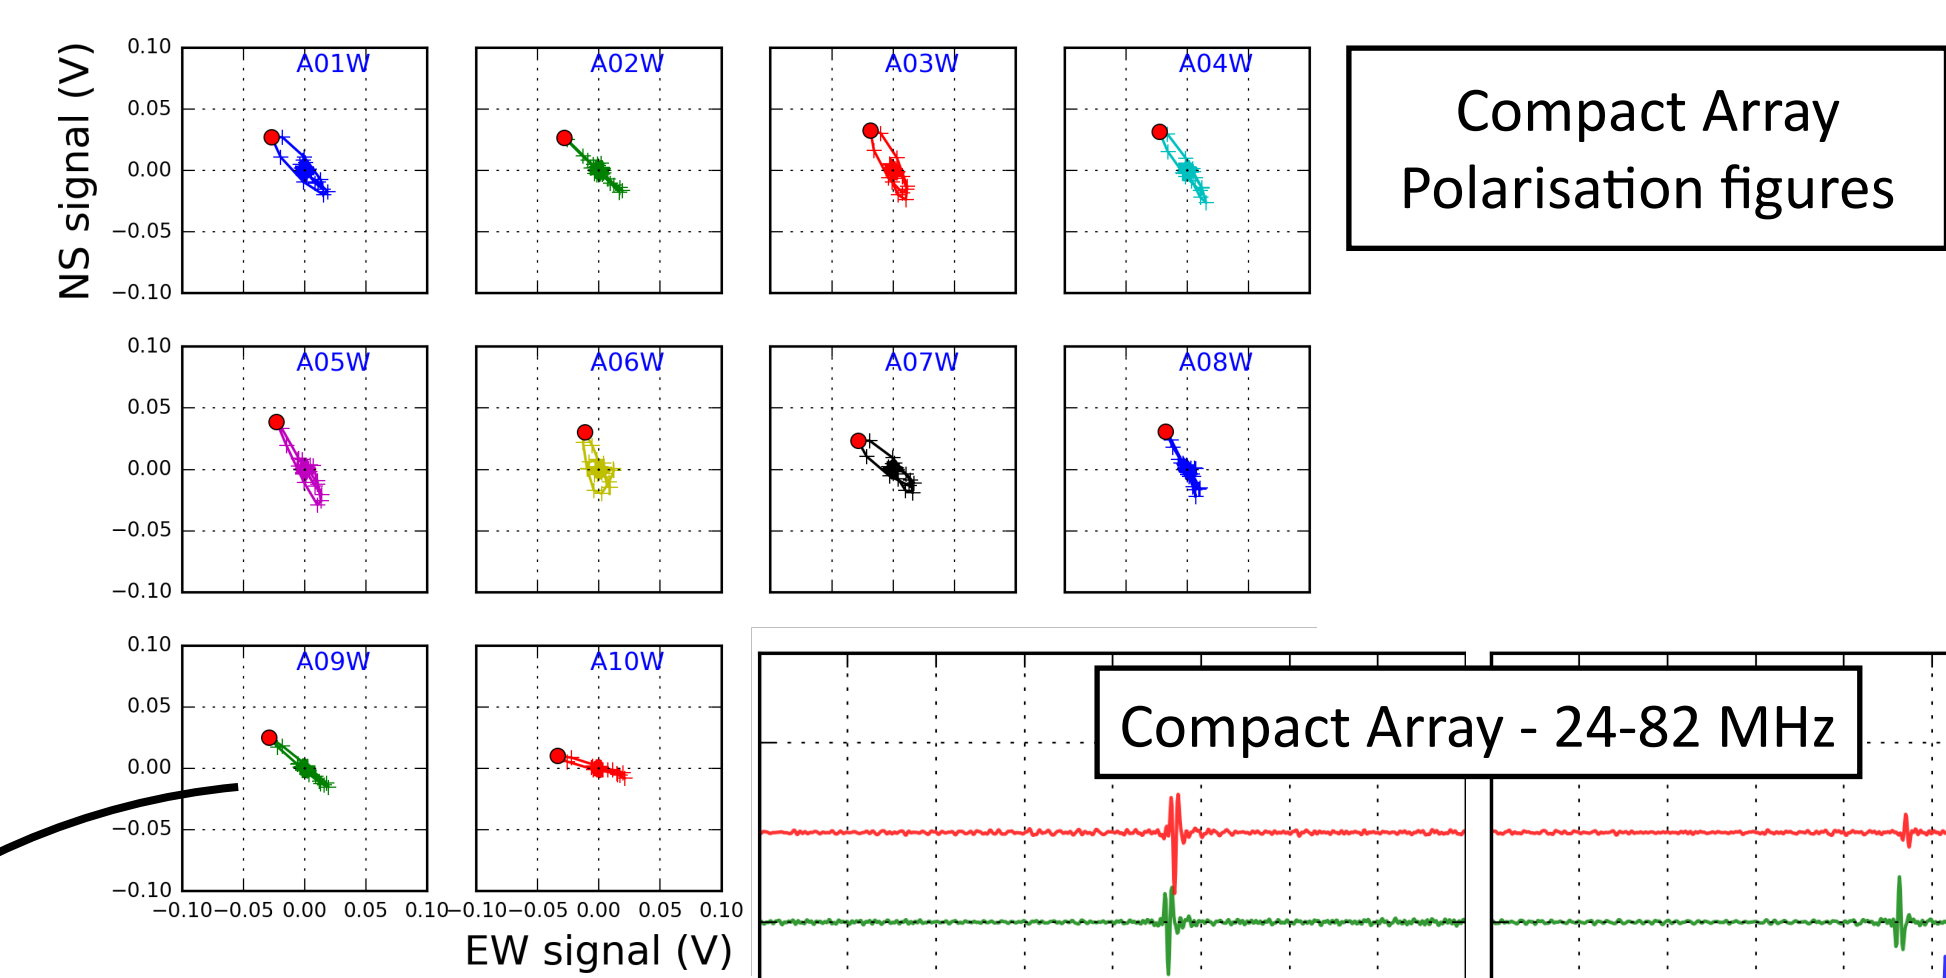 NS signal (V)
0.10
0.05
0.00
−0.05
−0.10
A01W
A02W
A03W
A04W
Compact Array
Polarisation figures
0.10
0.05
0.00
−0.05
−0.10
A05W
A06W
A07W
A08W
0.10
0.05
0.00
−0.05
−0.10
A09W
A10W
−0.10 −0.05 0.00 0.05 0.10
−0.10 −0.05 0.00 0.05 0.10
EW signal (V)
Compact Array - 24-82 MHz